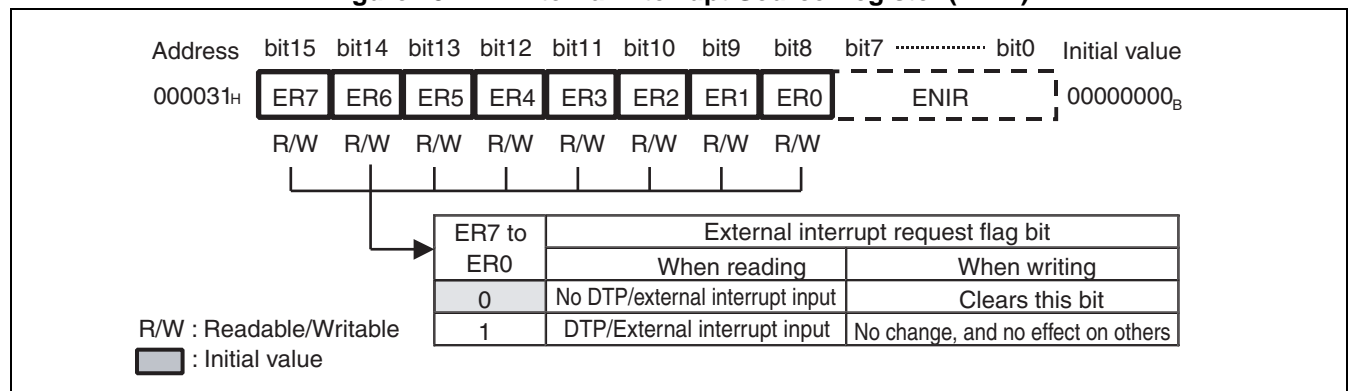 Address bit15 bit14 bit13 bit12 bit11 bit10 bit9 bit8 bit7 ............... bit0 Initial value
000031H ER7 ER6 ER5 ER4 ER3 ER2 ER1 ER0 ENIR 00000000B
R/W R/W R/W R/W R/W R/W R/W R/W
ER7 to ER0 External interrupt request flag bit
When reading When writing
0 No DTP/external interrupt input Clears this bit
1 DTP/External interrupt input No change, and no effect on others
R/W : Readable/Writable
: Initial value